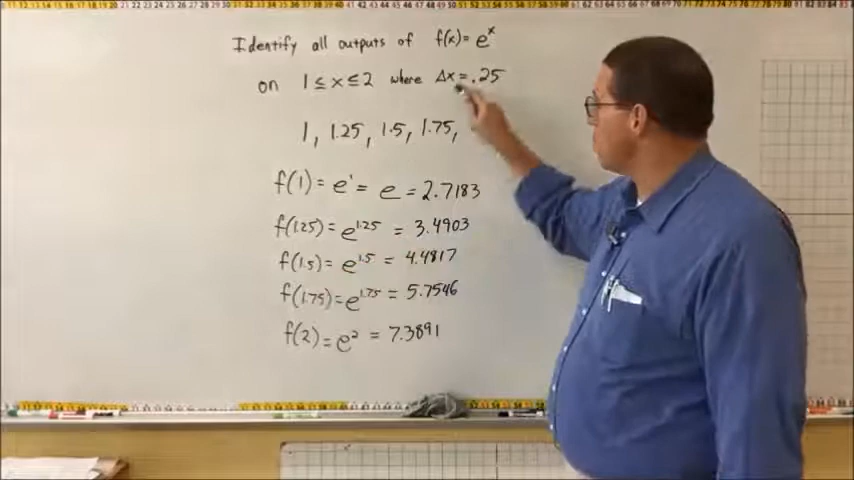 Identify all outputs of f(x)= e^x
on 1 ≤ x ≤ 2 where Δx = .25
1, 1.25, 1.5, 1.75,
f(1) = e^1 = e = 2.7183
f(1.25) = e^1.25 = 3.4903
f(1.5) = e^1.5 = 4.4817
f(1.75) = e^1.75 = 5.7546
f(2) = e^2 = 7.3891